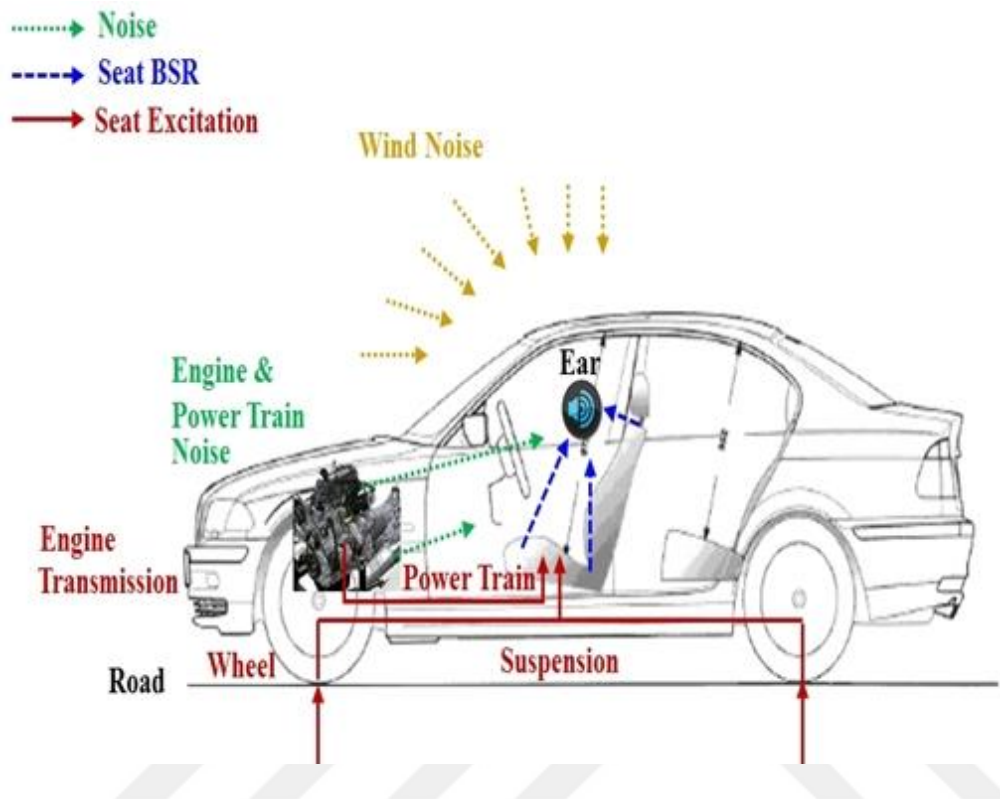 Noise
Seat BSR
Seat Excitation
Wind Noise
Engine &
Power Train
Noise
Ear
Engine
Transmission
Power Train
Wheel
Suspension
Road